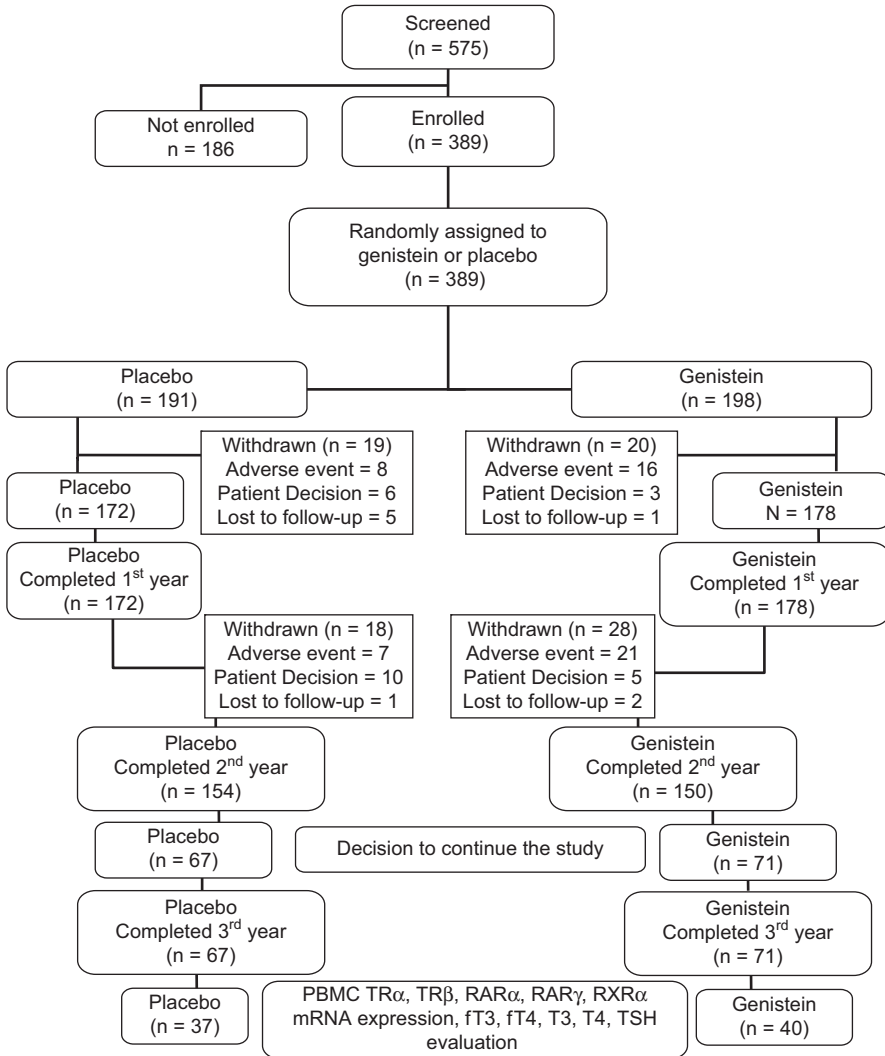 Screened
(n = 575)
Not enrolled
n = 186
Enrolled
(n = 389)
Randomly assigned to
genistein or placebo
(n = 389)
Placebo
(n = 191)
Genistein
(n = 198)
Withdrawn (n = 19)
Adverse event = 8
Patient Decision = 6
Lost to follow-up = 5
Withdrawn (n = 20)
Adverse event = 16
Patient Decision = 3
Lost to follow-up = 1
Placebo
(n = 172)
Genistein
N = 178
Placebo
Completed 1st year
(n = 172)
Genistein
Completed 1st year
(n = 178)
Withdrawn (n = 18)
Adverse event = 7
Patient Decision = 10
Lost to follow-up = 1
Withdrawn (n = 28)
Adverse event = 21
Patient Decision = 5
Lost to follow-up = 2
Placebo
Completed 2nd year
(n = 154)
Genistein
Completed 2nd year
(n = 150)
Placebo
(n = 67)
Decision to continue the study
Genistein
(n = 71)
Placebo
Completed 3rd year
(n = 67)
Genistein
Completed 3rd year
(n = 71)
Placebo
(n = 37)
PBMC TRα, TRβ, RARα, RARγ, RXRα
mRNA expression, fT3, fT4, T3, T4, TSH
evaluation
Genistein
(n = 40)